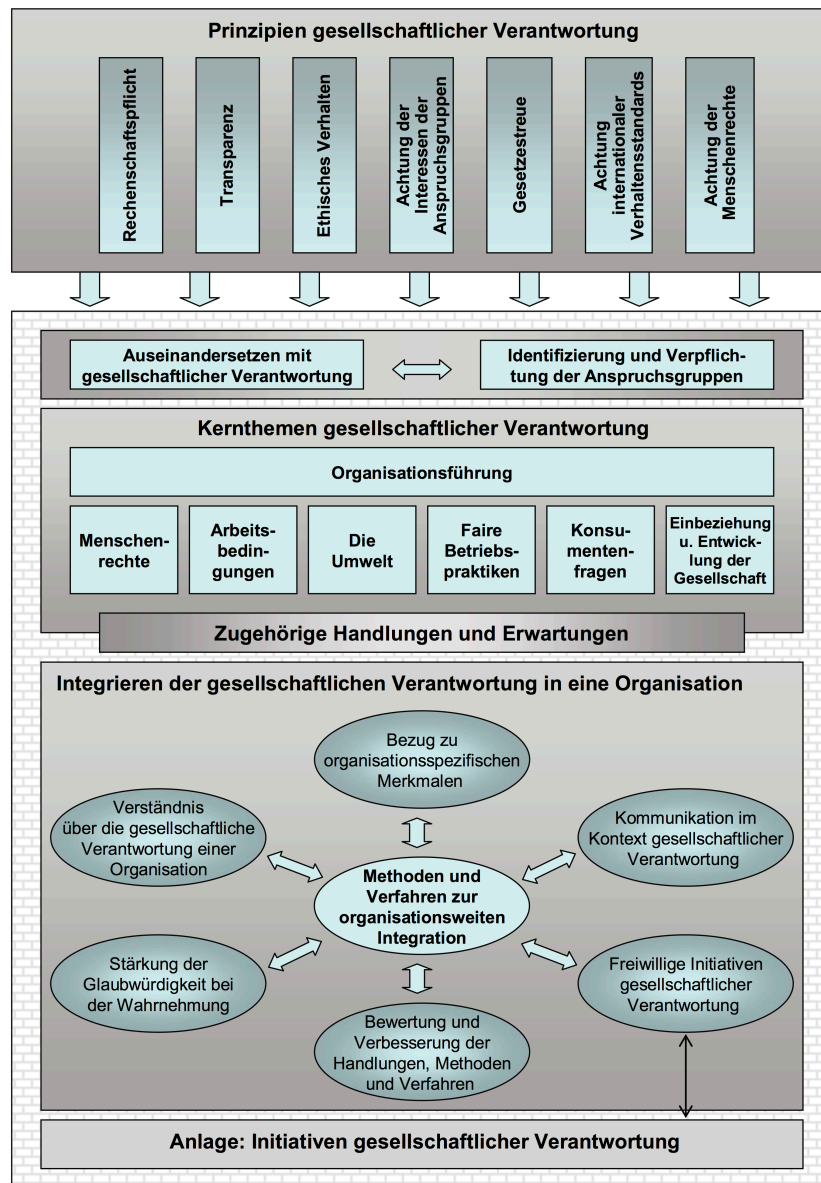 Prinzipien gesellschaftlicher Verantwortung
Rechenschaftspflicht
Transparenz
Ethisches Verhalten
Achtung der
Interessen der
Anspruchsgruppen
Gesetzestreue
Achtung
internationaler
Verhaltensstandards
Achtung der
Menschenrechte
Auseinandersetzen mit
gesellschaftlicher Verantwortung
Identifizierung und Verpflich-
tung der Anspruchsgruppen
Kernthemen gesellschaftlicher Verantwortung
Organisationsführung
Menschen-
rechte
Arbeits-
bedin-
gungen
Die
Umwelt
Faire
Betriebs-
praktiken
Konsu-
menten-
fragen
Einbeziehung
u. Entwick-
lung der
Gesellschaft
Zugehörige Handlungen und Erwartungen
Integrieren der gesellschaftlichen Verantwortung in eine Organisation
Bezug zu
organisationsspezifischen
Merkmalen
Verständnis
über die gesellschaftliche
Verantwortung einer
Organisation
Kommunikation im
Kontext gesellschaftlicher
Verantwortung
Methoden und
Verfahren zur
organisationsweiten
Integration
Stärkung der
Glaubwürdigkeit bei
der Wahrnehmung
Freiwillige Initiativen
gesellschaftlicher
Verantwortung
Bewertung und
Verbesserung der
Handlungen, Methoden
und Verfahren
Anlage: Initiativen gesellschaftlicher Verantwortung